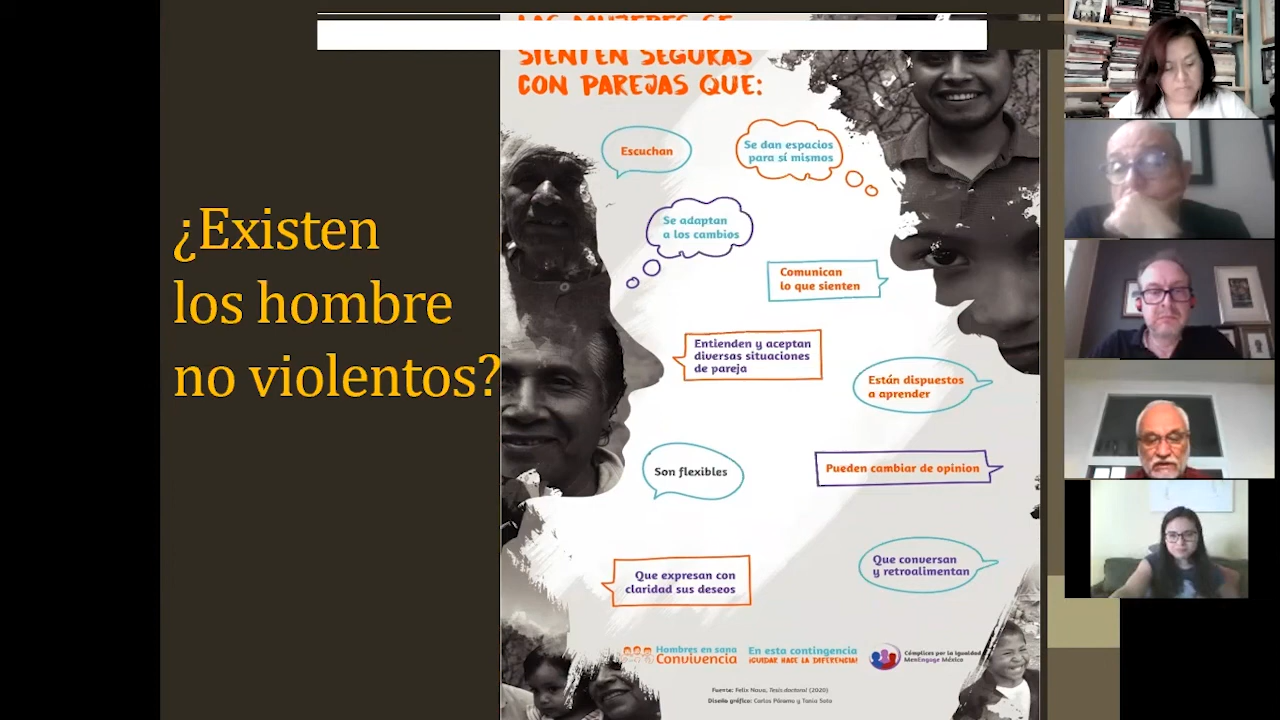 ¿Existen
los hombre
no violentos?
LAS MUJERES SE
SIENTEN SEGURAS
CON PAREJAS QUE:
Escuchan
Se dan espacios
para sí mismos
Se adaptan
a los cambios
Comunican
lo que sienten
Entienden y aceptan
diversas situaciones
de pareja
Están dispuestos
a aprender
Son flexibles
Pueden cambiar de opinion
Que expresan con
claridad sus deseos
Que conversan
y retroalimentan
Hombres en sana
Convivencia
En esta contingencia
¡CUIDAR HACE LA DIFERENCIA!
Cómplices por la igualdad
MenEngage México
Fuente: Felix Nava, Tesis doctoral (2020)
Diseño gráfico: Carlos Páramo y Tania Soto